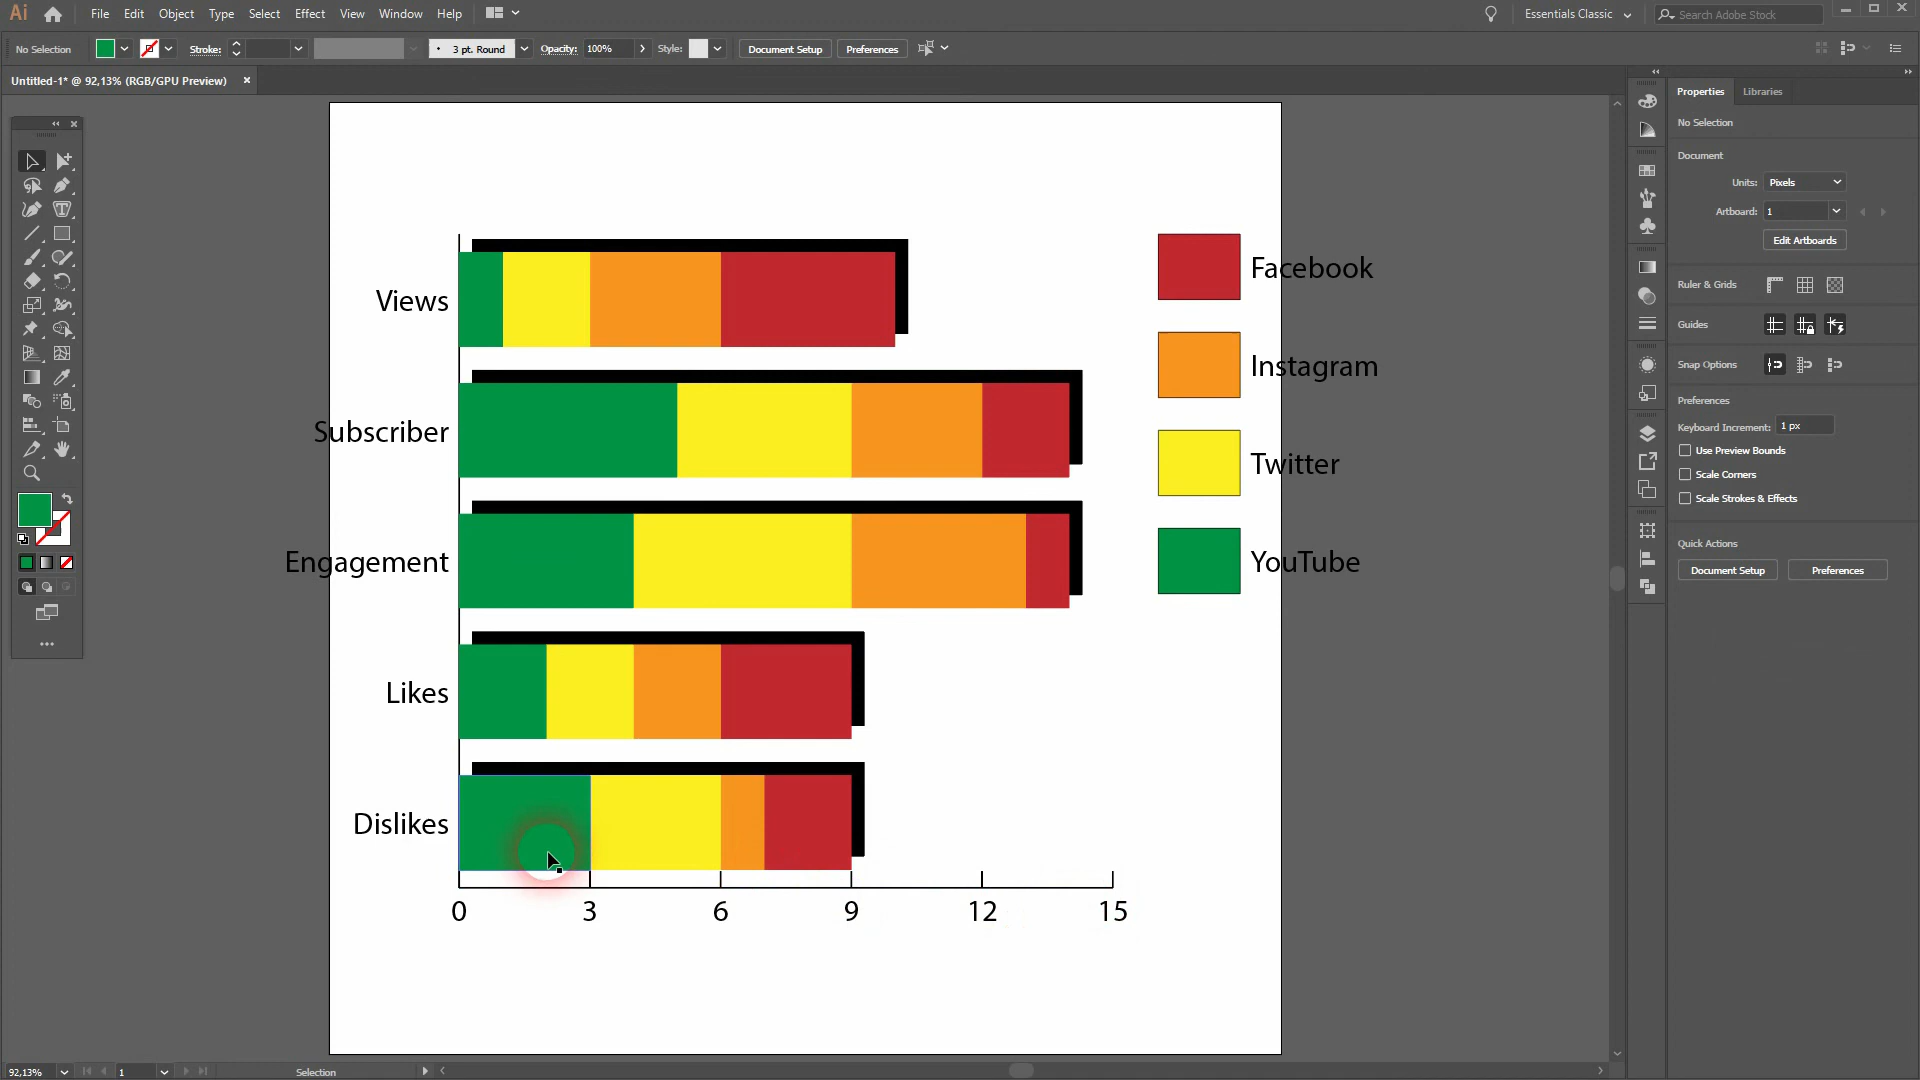 Ai File Edit Object Type Select Effect View Window Help Essentials Classic Search Adobe Stock
No Selection Stroke: 3 pt. Round Opacity: 100% Style: Document Setup Preferences
Untitled-1* @ 92,13% (RGB/GPU Preview)
Properties Libraries
No Selection
Document
Units: Pixels
Artboard: 1
Edit Artboards
Ruler & Grids
Guides
Snap Options
Preferences
Keyboard Increment: 1 px
Use Preview Bounds
Scale Corners
Scale Strokes & Effects
Quick Actions
Document Setup Preferences
Views
Subscriber
Engagement
Likes
Dislikes
0 3 6 9 12 15
Facebook
Instagram
Twitter
YouTube
92,13% 1 Selection